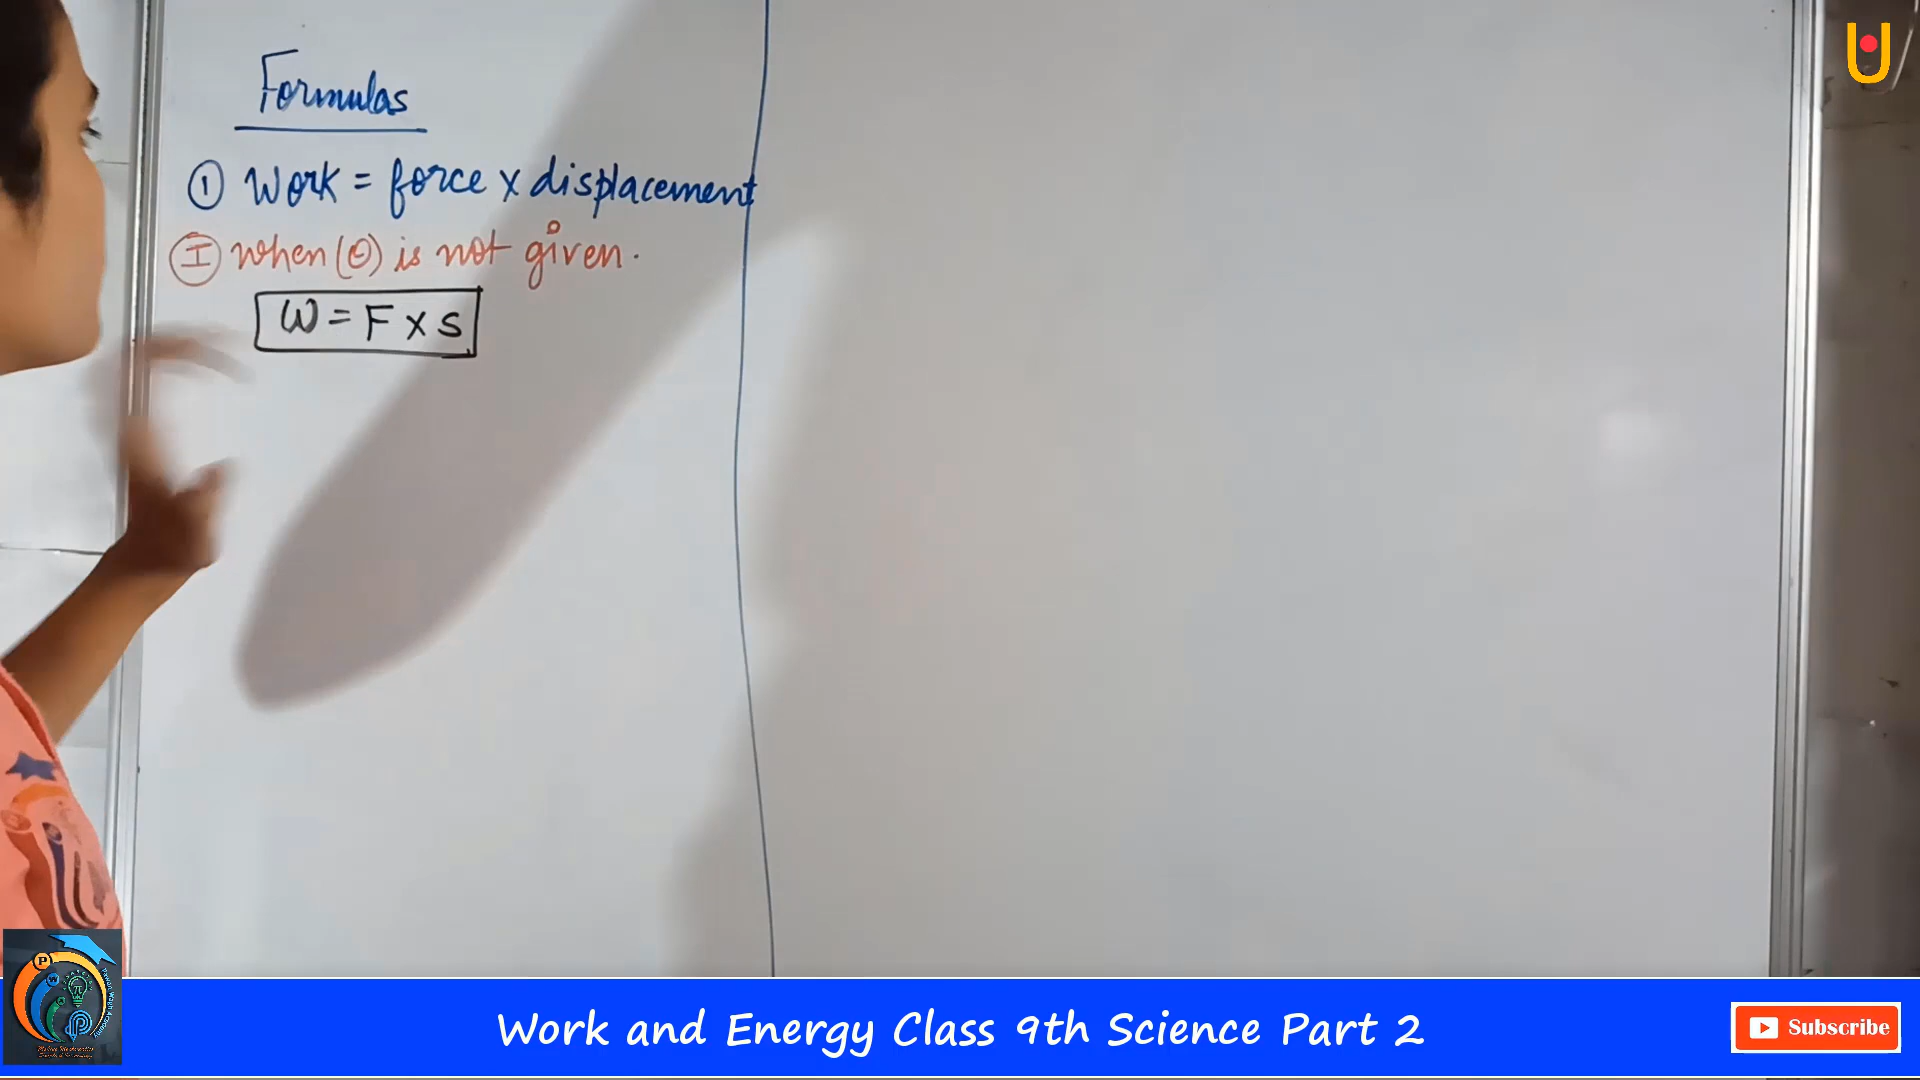 Formulas
① Work = force x displacement
Ⓘ when (θ) is not given.
W = F x s
Work and Energy Class 9th Science Part 2
Subscribe